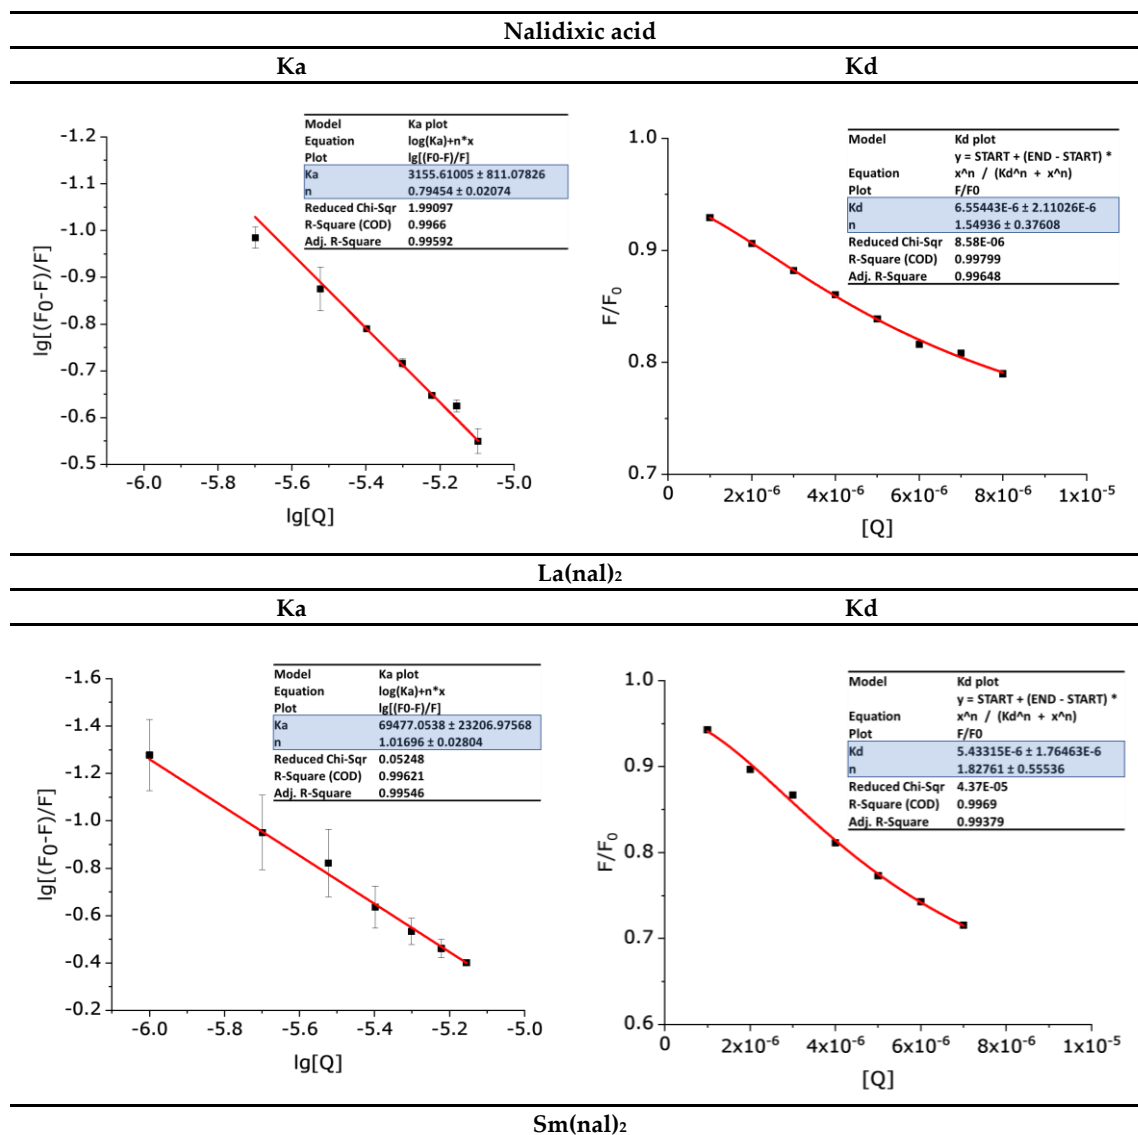 Nalidixic acid
Ka Kd
Model Ka plot
Equation log(Ka)+n*x
Plot lg[(F0-F)/F]
Ka 3155.61005 ± 811.07826
n 0.79454 ± 0.02074
Reduced Chi-Sqr 1.99097
R-Square (COD) 0.9966
Adj. R-Square 0.99592
-1.2
-1.1
-1.0
-0.9
-0.8
-0.7
-0.6
-0.5
lg[(F0-F)/F]
-6.0 -5.8 -5.6 -5.4 -5.2 -5.0
lg[Q]
Model Kd plot
y = START + (END - START) *
Equation x^n / (Kd^n + x^n)
Plot F/F0
Kd 6.55443E-6 ± 2.11026E-6
n 1.54936 ± 0.37608
Reduced Chi-Sqr 8.58E-06
R-Square (COD) 0.99799
Adj. R-Square 0.99648
1.0
0.9
0.8
0.7
F/F0
0 2x10-6 4x10-6 6x10-6 8x10-6 1x10-5
[Q]
La(nal)2
Ka Kd
Model Ka plot
Equation log(Ka)+n*x
Plot lg[(F0-F)/F]
Ka 69477.0538 ± 23206.97568
n 1.01696 ± 0.02804
Reduced Chi-Sqr 0.05248
R-Square (COD) 0.99621
Adj. R-Square 0.99546
-1.6
-1.4
-1.2
-1.0
-0.8
-0.6
-0.4
-0.2
lg[(F0-F)/F]
-6.0 -5.8 -5.6 -5.4 -5.2 -5.0
lg[Q]
Model Kd plot
y = START + (END - START) *
Equation x^n / (Kd^n + x^n)
Plot F/F0
Kd 5.43315E-6 ± 1.76463E-6
n 1.82761 ± 0.55536
Reduced Chi-Sqr 4.37E-05
R-Square (COD) 0.9969
Adj. R-Square 0.99379
1.0
0.9
0.8
0.7
0.6
F/F0
0 2x10-6 4x10-6 6x10-6 8x10-6 1x10-5
[Q]
Sm(nal)2